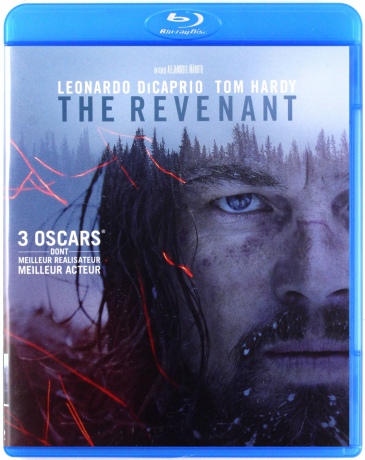 Blu-ray Disc
LEONARDO DiCAPRIO TOM HARDY
THE REVENANT
3 OSCARS®
DONT
MEILLEUR RÉALISATEUR
MEILLEUR ACTEUR